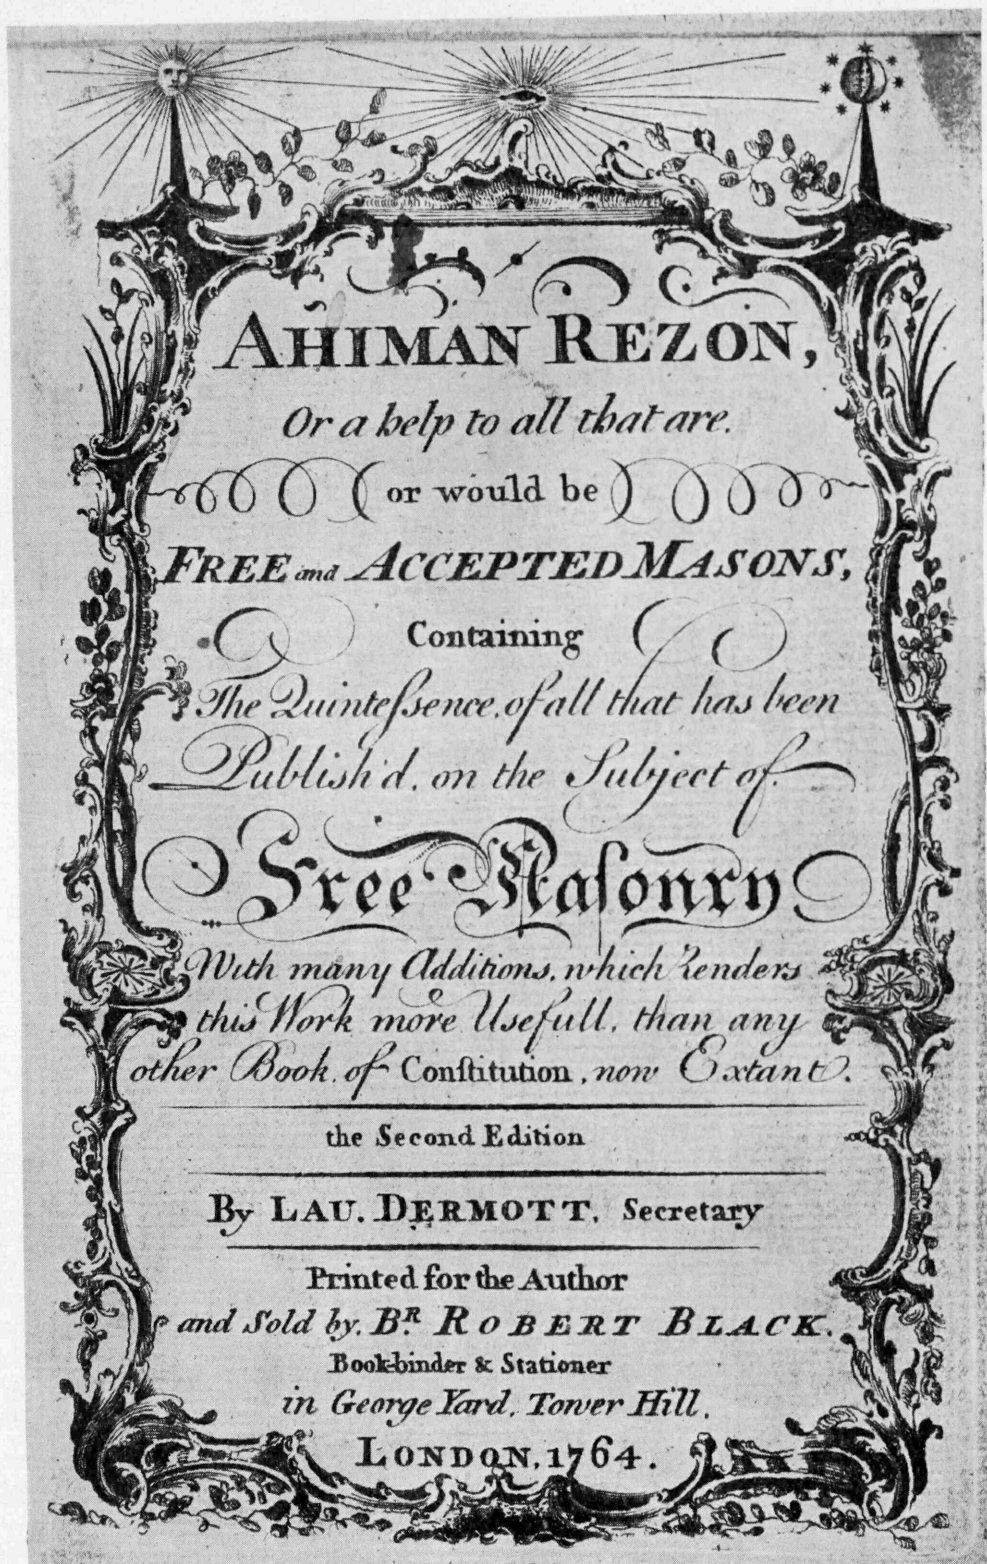 AHIMAN REZON,
Or a help to all that are.
or would be
FREE and ACCEPTED MASONS,
Containing
The Quinteſsence, of all that has been
Publish'd, on the Subject of
Free Maſonry
With many Additions, which renders
this Work more Usefull, than any
other Book, of Conſtitution, now Extant.
the Second Edition
By LAU. DERMOTT, Secretary
Printed for the Author
and Sold by, BR. ROBERT BLACK.
Book-binder & Stationer
in George Yard, Tower Hill,
LONDON, 1764.